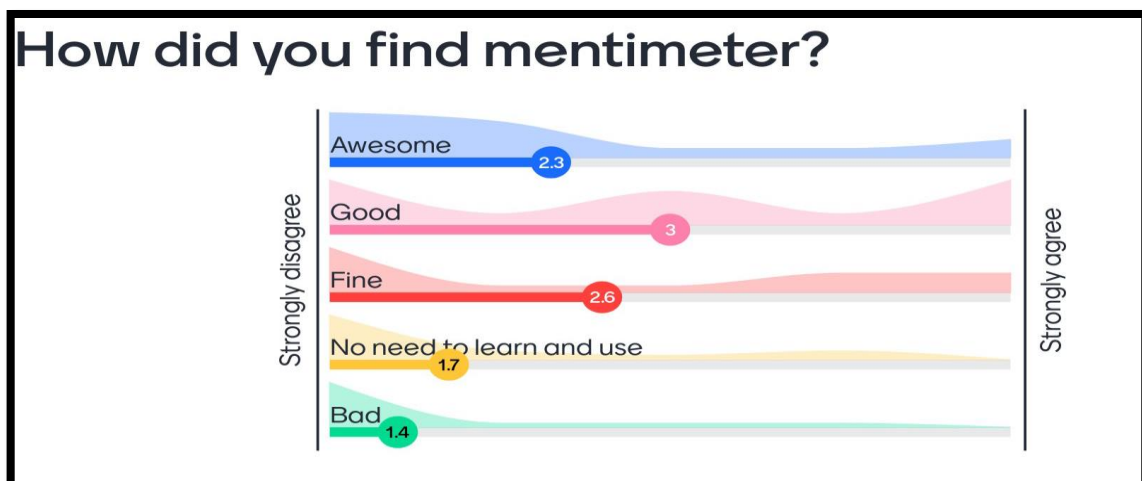 How did you find mentimeter?
Strongly disagree
Awesome
2.3
Good
3
Fine
2.6
No need to learn and use
1.7
Bad
1.4
Strongly agree